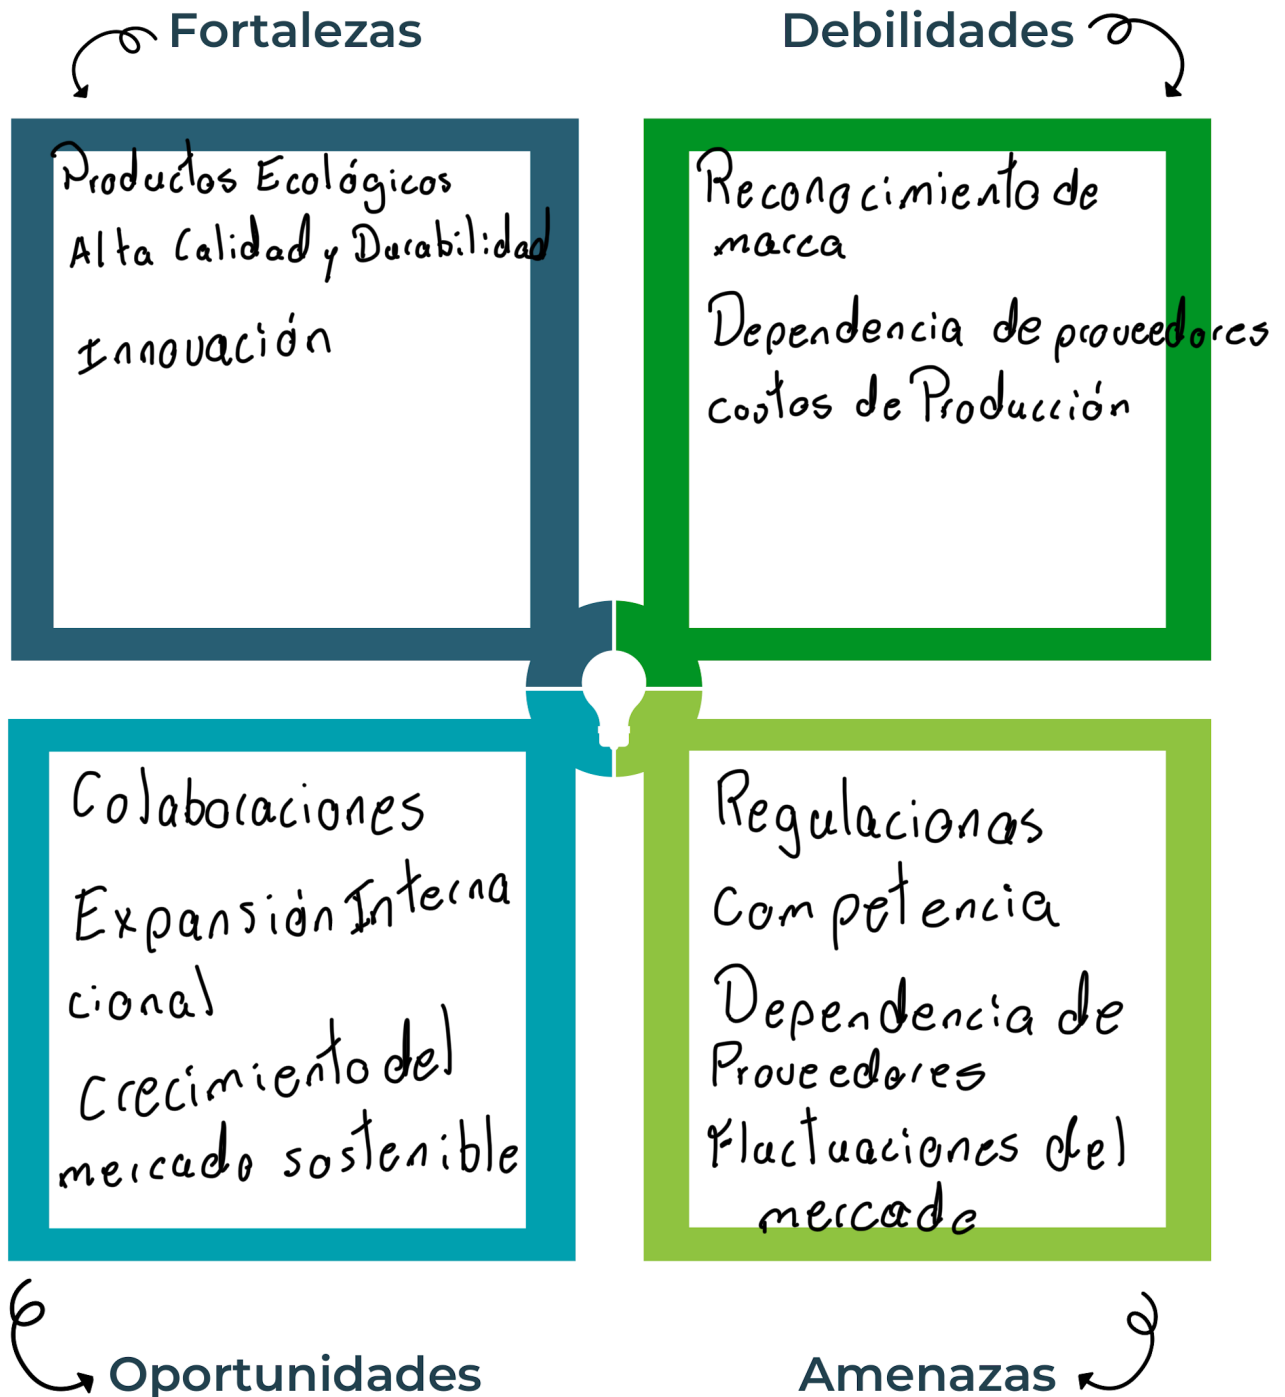 Fortalezas
Productos Ecológicos
Alta Calidad y Durabilidad
Innovación
Debilidades
Reconocimiento de
marca
Dependencia de proveedores
costos de Producción
Colaboraciones
Expansión Interna
cional
Crecimiento del
mercado sostenible
Oportunidades
Regulacionas
Competencia
Dependencia de
Proveedores
Fluctuaciones del
mercado
Amenazas